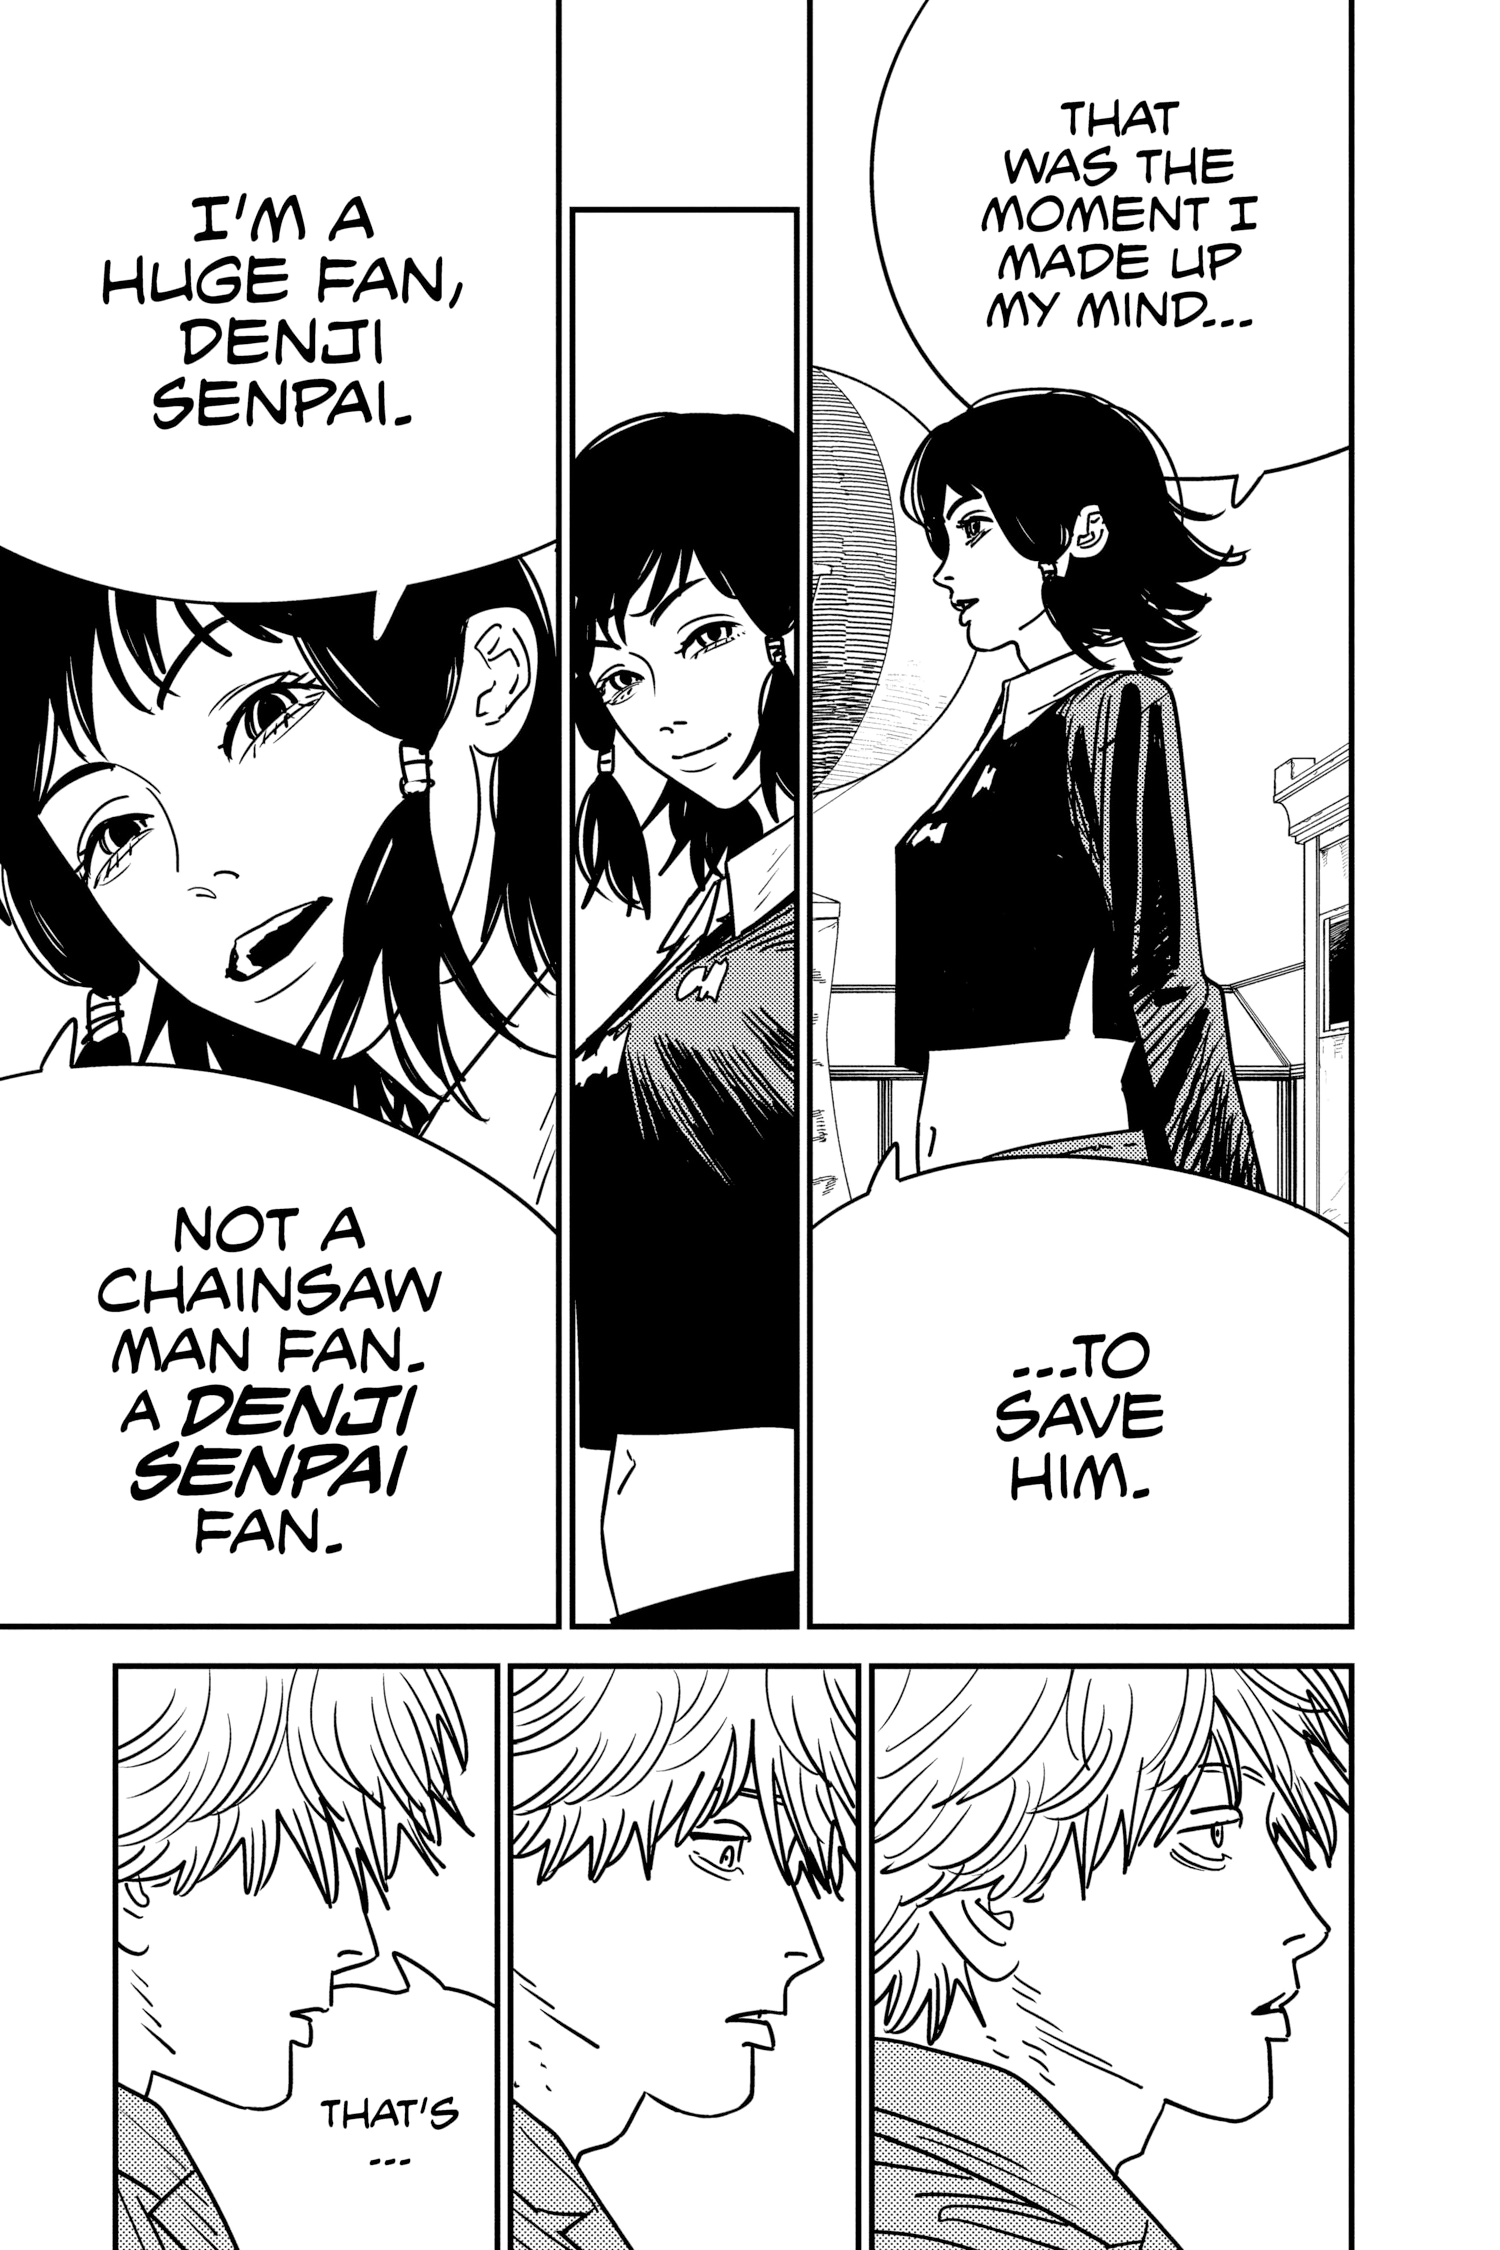 THAT
WAS THE
MOMENT I
MADE UP
MY MIND...
...TO
SAVE
HIM.
I'M A
HUGE FAN,
DENJI
SENPAI.
NOT A
CHAINSAW
MAN FAN.
A DENJI
SENPAI
FAN.
THAT'S
...